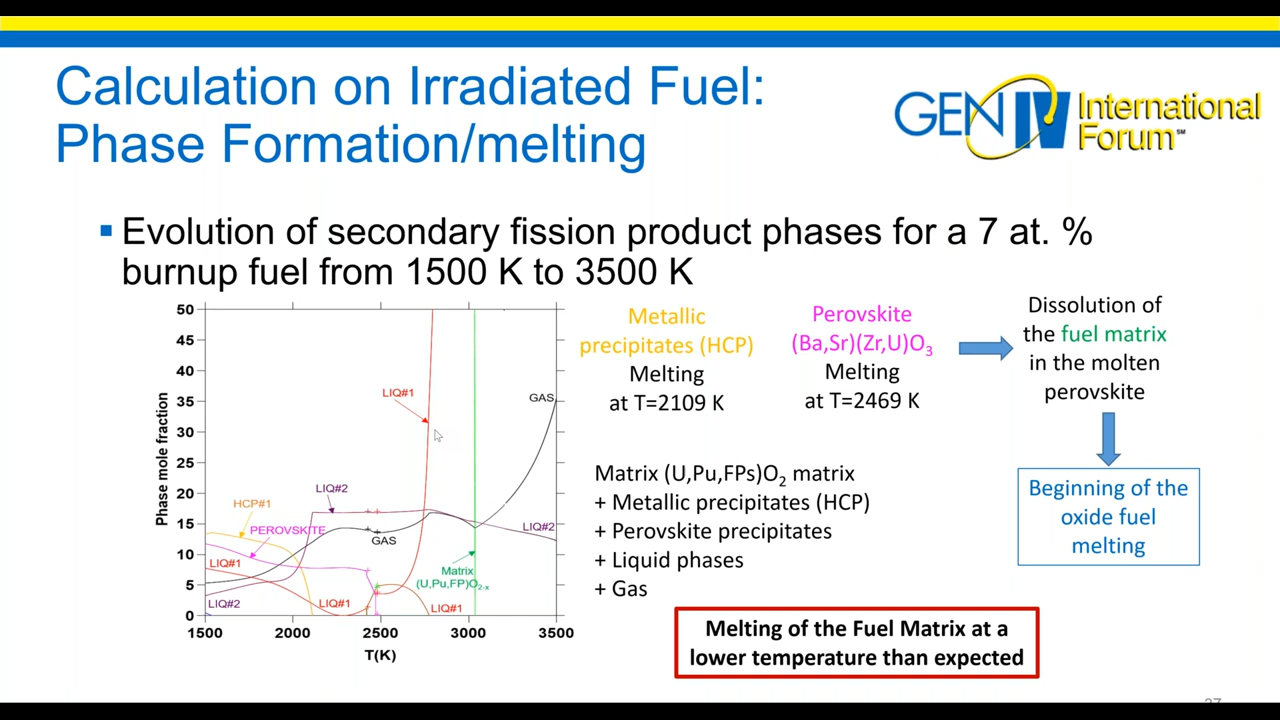 Calculation on Irradiated Fuel:
Phase Formation/melting
GEN IV International
Forum℠
▪ Evolution of secondary fission product phases for a 7 at. %
burnup fuel from 1500 K to 3500 K
Phase mole fraction
50
45
40
35
30
25
20
15
10
5
0
1500
2000
2500
3000
3500
T(K)
LIQ#1
GAS
LIQ#2
HCP#1
PEROVSKITE
GAS
LIQ#2
LIQ#1
Matrix
(U,Pu,FP)O₂₋ₓ
LIQ#2
LIQ#1
LIQ#1
Metallic
precipitates (HCP)
Melting
at T=2109 K
Perovskite
(Ba,Sr)(Zr,U)O₃
Melting
at T=2469 K
Dissolution of
the fuel matrix
in the molten
perovskite
Matrix (U,Pu,FPs)O₂ matrix
+ Metallic precipitates (HCP)
+ Perovskite precipitates
+ Liquid phases
+ Gas
Beginning of the
oxide fuel
melting
Melting of the Fuel Matrix at a
lower temperature than expected